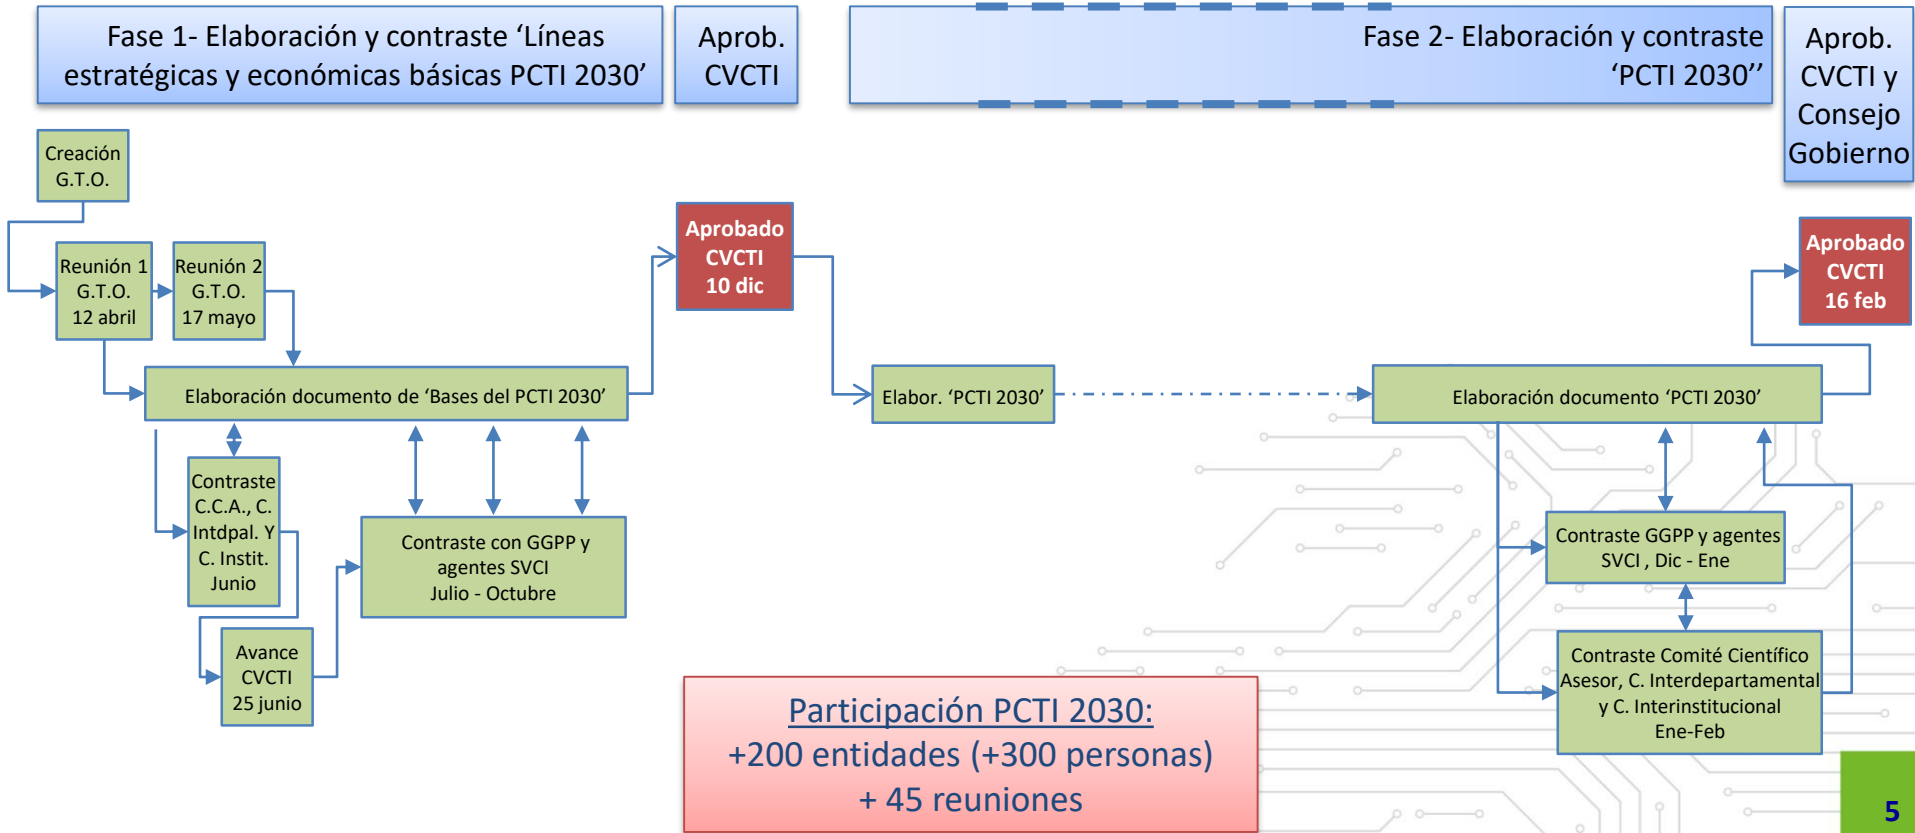 Fase 1- Elaboración y contraste ‘Líneas
estratégicas y económicas básicas PCTI 2030’
Aprob.
CVCTI
Fase 2- Elaboración y contraste
‘PCTI 2030’’
Aprob.
CVCTI y
Consejo
Gobierno
Creación
G.T.O.
Reunión 1
G.T.O.
12 abril
Reunión 2
G.T.O.
17 mayo
Aprobado
CVCTI
10 dic
Aprobado
CVCTI
16 feb
Elaboración documento de ‘Bases del PCTI 2030’
Elabor. ‘PCTI 2030’
Elaboración documento ‘PCTI 2030’
Contraste
C.C.A., C.
Intdpal. Y
C. Instit.
Junio
Contraste con GGPP y
agentes SVCI
Julio - Octubre
Avance
CVCTI
25 junio
Contraste GGPP y agentes
SVCI , Dic - Ene
Contraste Comité Científico
Asesor, C. Interdepartamental
y C. Interinstitucional
Ene-Feb
Participación PCTI 2030:
+200 entidades (+300 personas)
+ 45 reuniones
5